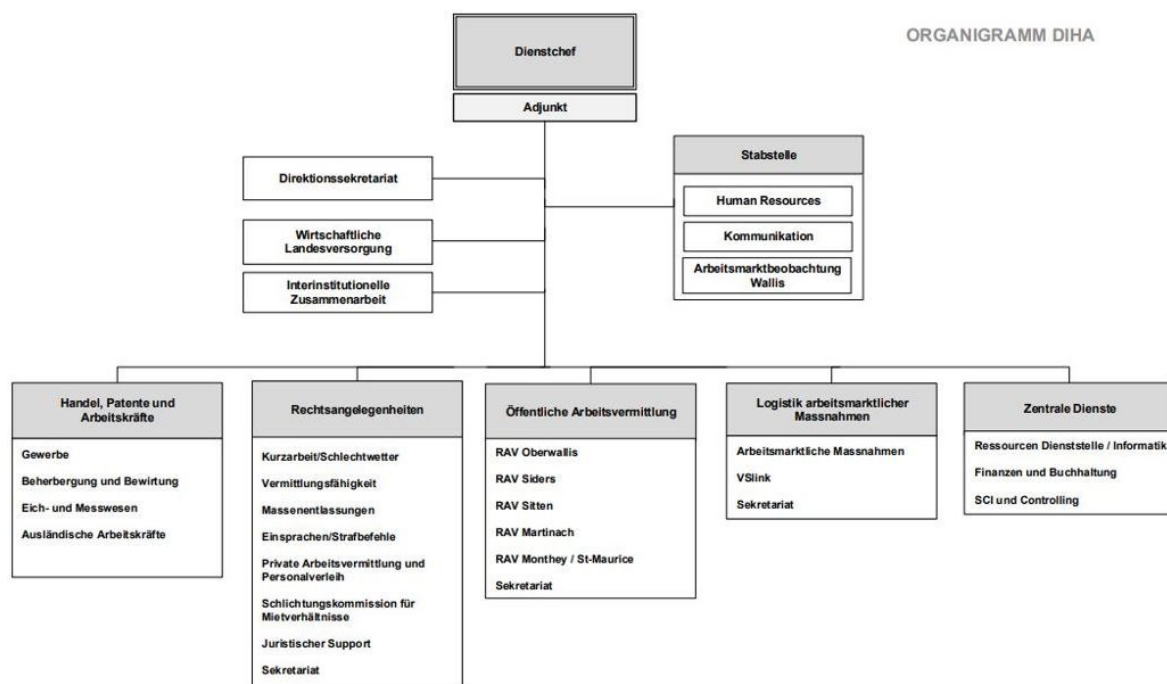 ORGANIGRAMM DIHA
Dienstchef
Adjunkt
Direktionssekretariat
Wirtschaftliche
Landesversorgung
Interinstitutionelle
Zusammenarbeit
Stabstelle
Human Resources
Kommunikation
Arbeitsmarktbeobachtung
Wallis
Handel, Patente und
Arbeitskräfte
Gewerbe
Beherbergung und Bewirtung
Eich- und Messwesen
Ausländische Arbeitskräfte
Rechtsangelegenheiten
Kurzarbeit/Schlechtwetter
Vermittlungsfähigkeit
Massenentlassungen
Einsprachen/Strafbefehle
Private Arbeitsvermittlung und
Personalverleih
Schlichtungskommission für
Mietverhältnisse
Juristischer Support
Sekretariat
Öffentliche Arbeitsvermittlung
RAV Oberwallis
RAV Siders
RAV Sitten
RAV Martinach
RAV Monthey / St-Maurice
Sekretariat
Logistik arbeitsmarktlicher
Massnahmen
Arbeitsmarktliche Massnahmen
VSlink
Sekretariat
Zentrale Dienste
Ressourcen Dienststelle / Informatik
Finanzen und Buchhaltung
SCI und Controlling